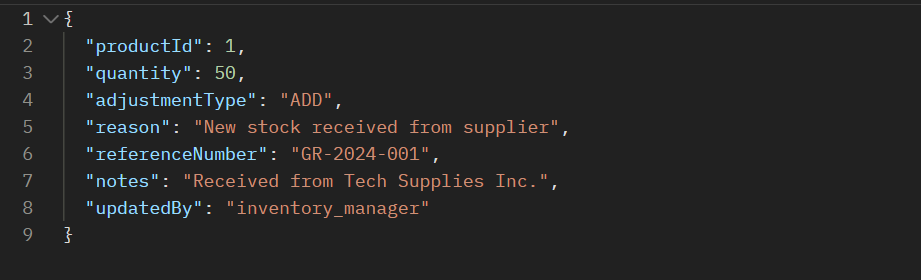 1 {
2 "productId": 1,
3 "quantity": 50,
4 "adjustmentType": "ADD",
5 "reason": "New stock received from supplier",
6 "referenceNumber": "GR-2024-001",
7 "notes": "Received from Tech Supplies Inc.",
8 "updatedBy": "inventory_manager"
9 }